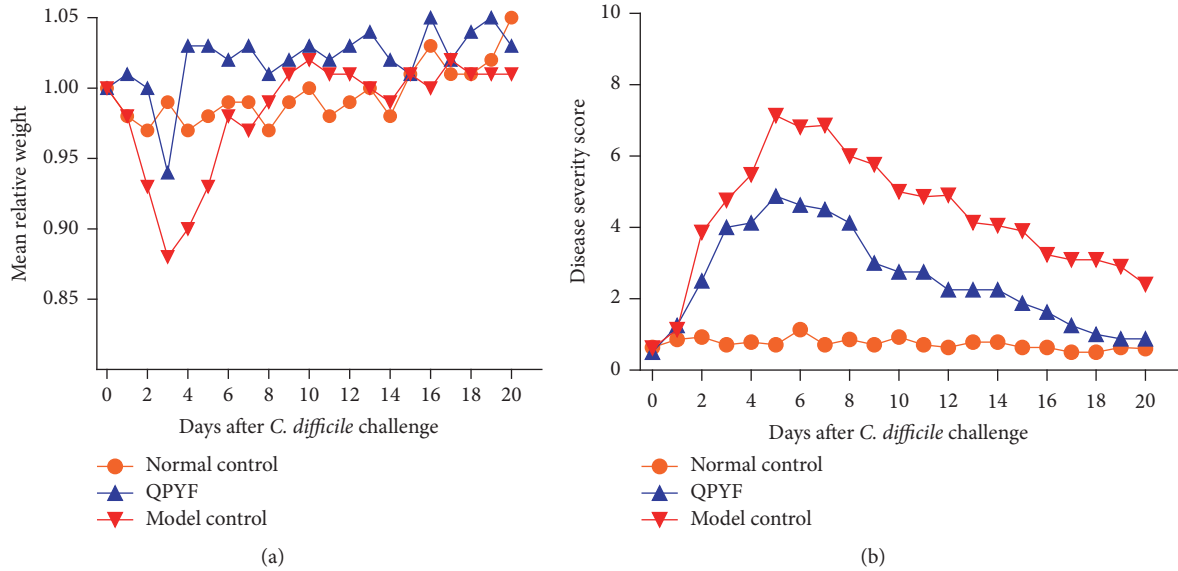 1.05
1.00
0.95
0.90
0.85
Mean relative weight
0 2 4 6 8 10 12 14 16 18 20
Days after C. difficile challenge
Normal control
QPYF
Model control
(a)
10
8
6
4
2
0
Disease severity score
0 2 4 6 8 10 12 14 16 18 20
Days after C. difficile challenge
Normal control
QPYF
Model control
(b)